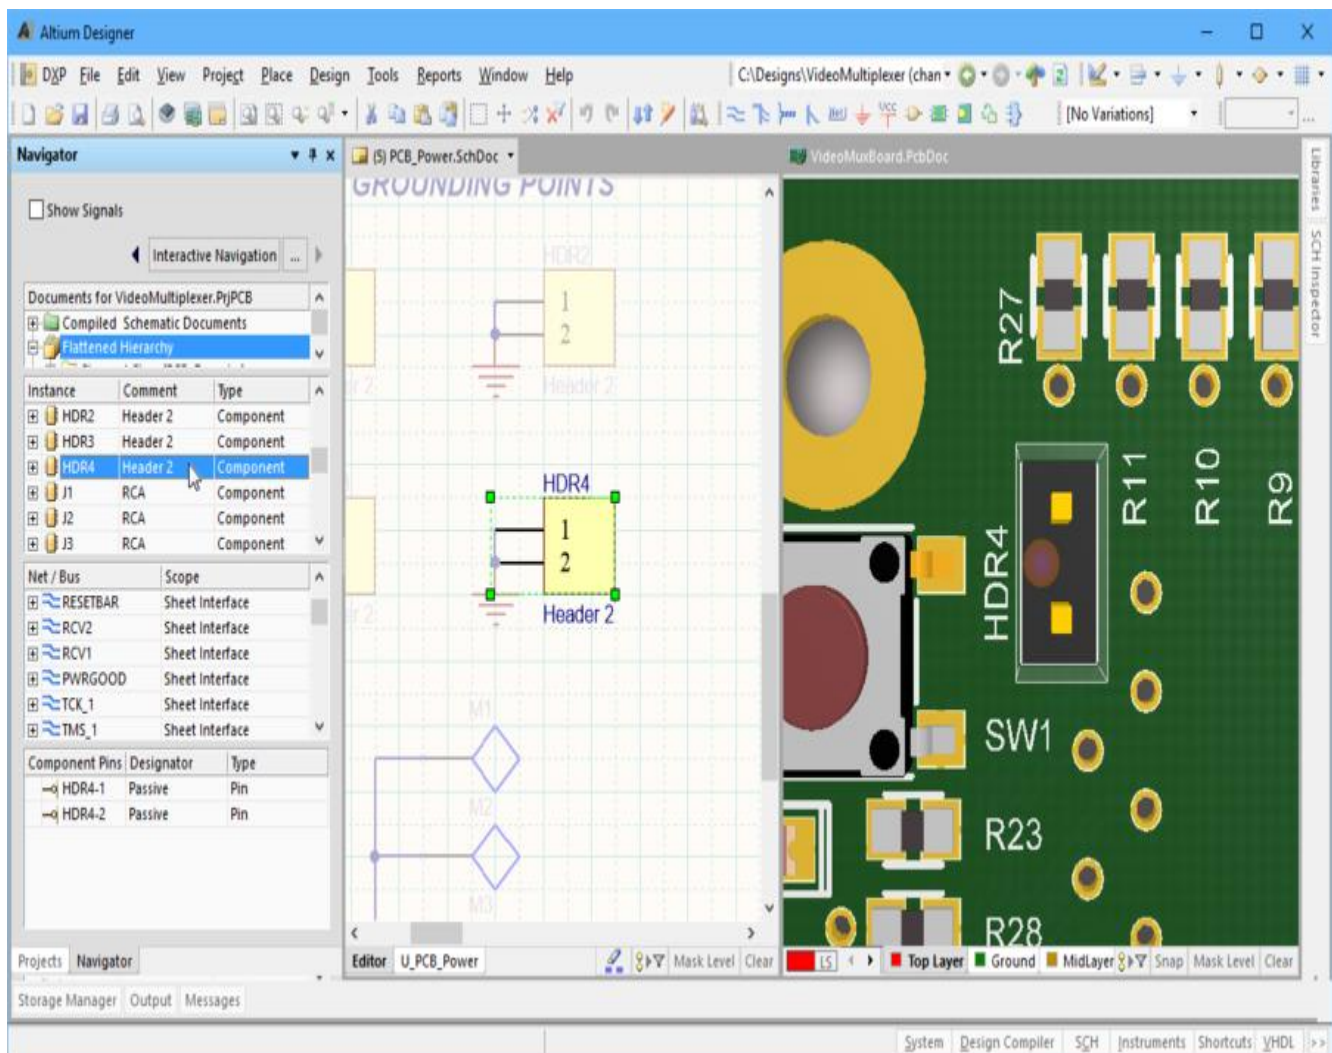 Altium Designer
DXP File Edit View Project Place Design Tools Reports Window Help C:\Designs\VideoMultiplexer (chan
VCC [No Variations] ...
Navigator
Show Signals
Interactive Navigation ...
Documents for VideoMultiplexer.PrjPCB
Compiled Schematic Documents
Flattened Hierarchy
Instance Comment Type
HDR2 Header 2 Component
HDR3 Header 2 Component
HDR4 Header 2 Component
J1 RCA Component
J2 RCA Component
J3 RCA Component
Net / Bus Scope
RESETBAR Sheet Interface
RCV2 Sheet Interface
RCV1 Sheet Interface
PWRGOOD Sheet Interface
TCK_1 Sheet Interface
TMS_1 Sheet Interface
Component Pins Designator Type
HDR4-1 Passive Pin
HDR4-2 Passive Pin
Projects Navigator
(5) PCB_Power.SchDoc
GROUNDING POINTS
HDR2
1
2
Header 2
HDR4
1
2
Header 2
M1
M2
M3
Editor U_PCB_Power Mask Level Clear
VideoMuxBoard.PcbDoc
R27
R11
R10
R9
HDR4
SW1
R23
R28
LS Top Layer Ground MidLayer Snap Mask Level Clear
Libraries
SCH Inspector
Storage Manager Output Messages
System Design Compiler SCH Instruments Shortcuts VHDL >>